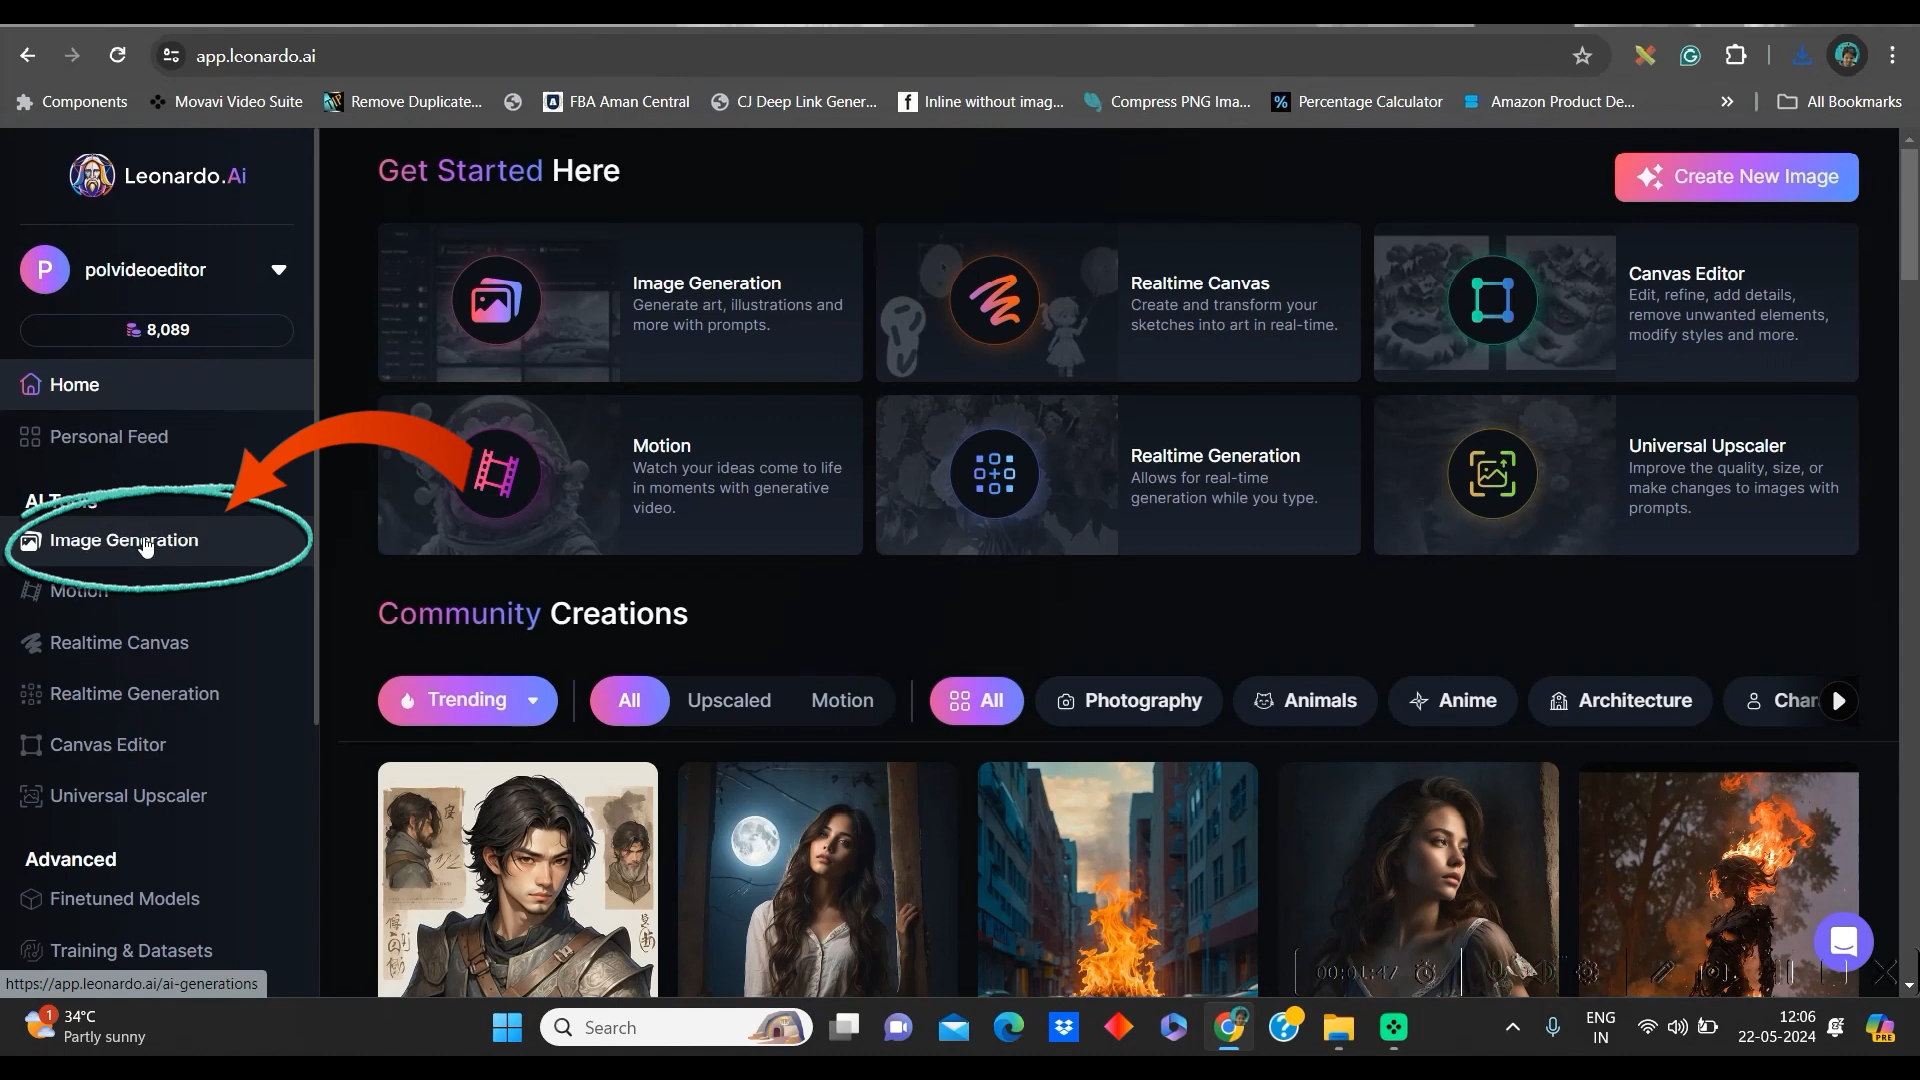 app.leonardo.ai
Components
Movavi Video Suite
Remove Duplicate...
FBA Aman Central
CJ Deep Link Gener...
Inline without imag...
Compress PNG Ima...
Percentage Calculator
Amazon Product De...
All Bookmarks
Leonardo.Ai
P
polvideoeditor
8,089
Home
Personal Feed
AI Tools
Image Generation
Motion
Realtime Canvas
Realtime Generation
Canvas Editor
Universal Upscaler
Advanced
Finetuned Models
Training & Datasets
https://app.leonardo.ai/ai-generations
Get Started Here
Create New Image
Image Generation
Generate art, illustrations and
more with prompts.
Realtime Canvas
Create and transform your
sketches into art in real-time.
Canvas Editor
Edit, refine, add details,
remove unwanted elements,
modify styles and more.
Motion
Watch your ideas come to life
in moments with generative
video.
Realtime Generation
Allows for real-time
generation while you type.
Universal Upscaler
Improve the quality, size, or
make changes to images with
prompts.
Community Creations
Trending
All
Upscaled
Motion
All
Photography
Animals
Anime
Architecture
Char
00:01:47
1
34°C
Partly sunny
Search
ENG
IN
12:06
22-05-2024
PRE